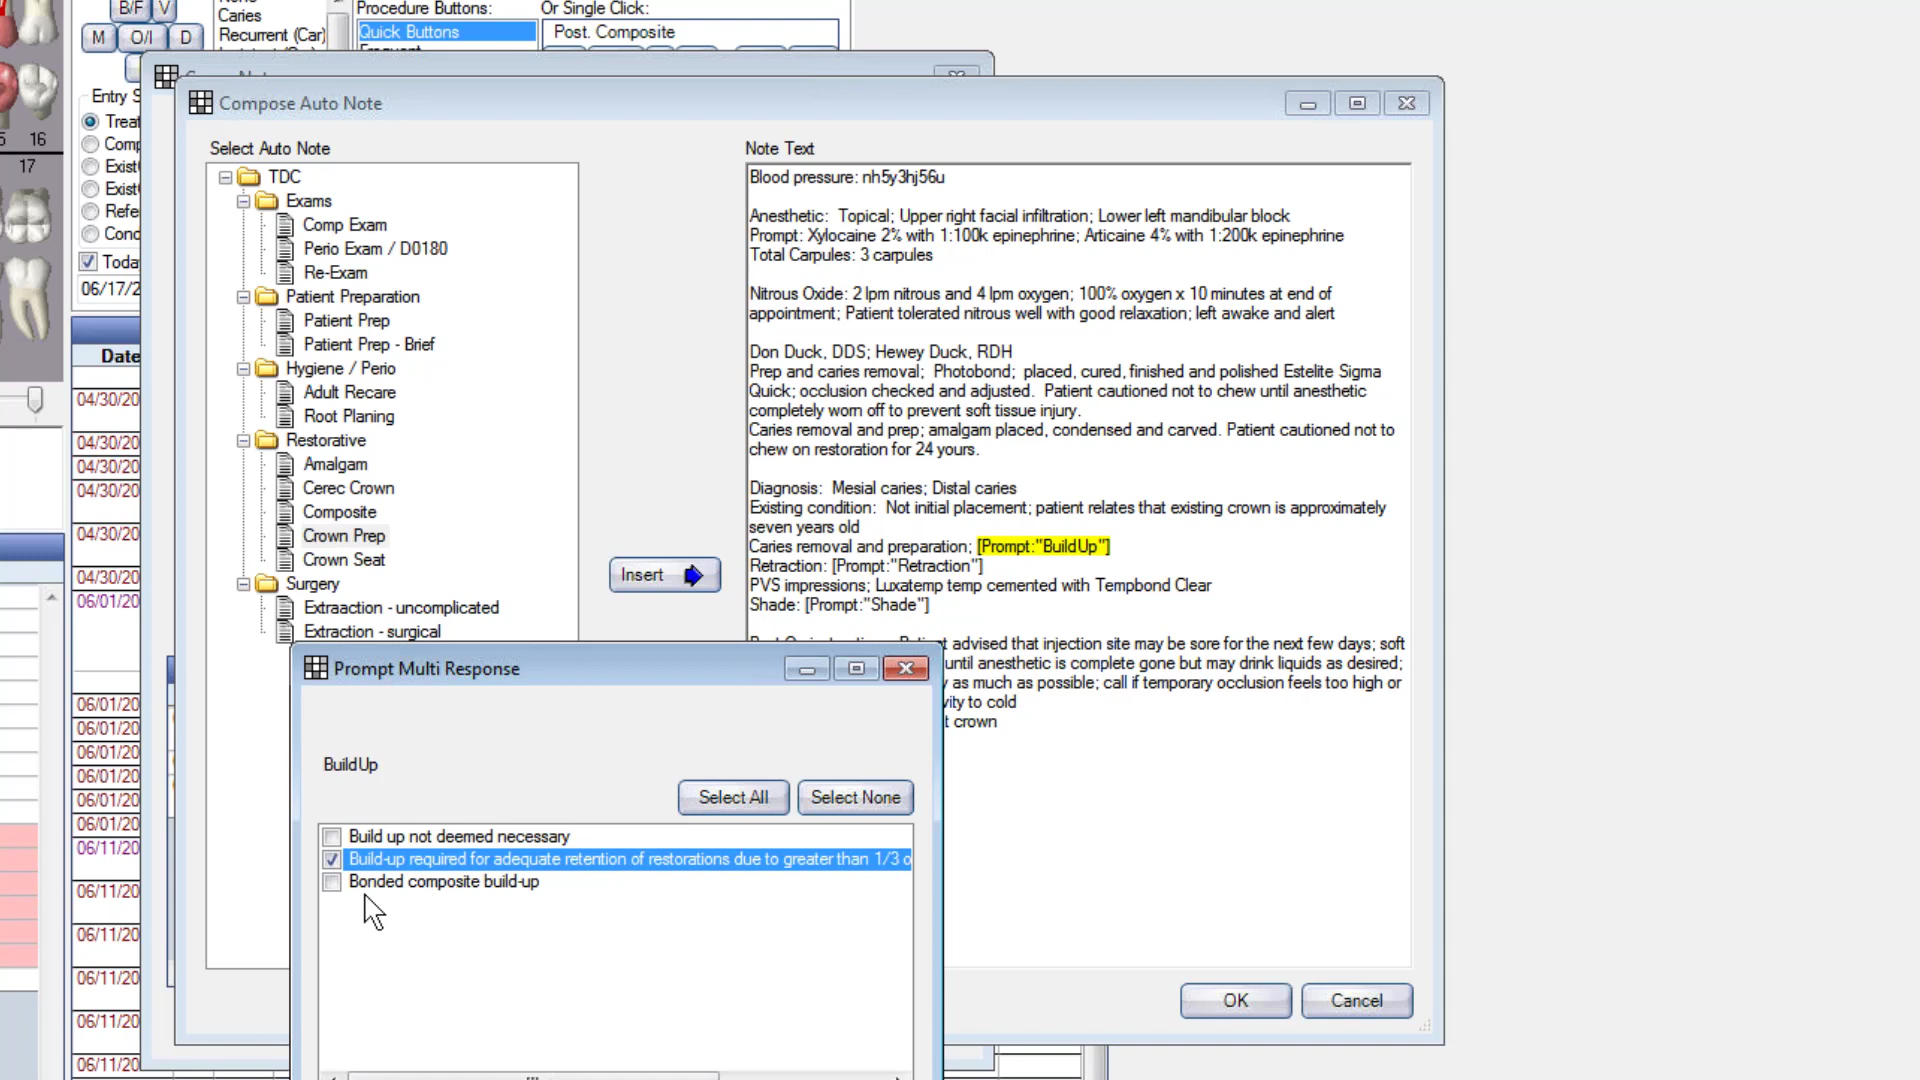 B/F V
Caries
Procedure Buttons:
Or Single Click:
M O/I D
Recurrent (Car)
Quick Buttons
Post. Composite
Entry S
Treat
Comp
Exist
Exist
Refe
Cond
Toda
06/17/2
16
17
Date
04/30/20
04/30/20
04/30/20
04/30/20
04/30/20
04/30/20
06/01/20
06/01/20
06/01/20
06/01/20
06/01/20
06/01/20
06/01/20
06/11/20
06/11/20
06/11/20
06/11/20
06/11/20
06/11/20
Compose Auto Note
Select Auto Note
TDC
Exams
Comp Exam
Perio Exam / D0180
Re-Exam
Patient Preparation
Patient Prep
Patient Prep - Brief
Hygiene / Perio
Adult Recare
Root Planing
Restorative
Amalgam
Cerec Crown
Composite
Crown Prep
Crown Seat
Surgery
Extraaction - uncomplicated
Extraction - surgical
Insert
Note Text
Blood pressure: nh5y3hj56u
Anesthetic:  Topical; Upper right facial infiltration; Lower left mandibular block
Prompt: Xylocaine 2% with 1:100k epinephrine; Articaine 4% with 1:200k epinephrine
Total Carpules: 3 carpules
Nitrous Oxide: 2 lpm nitrous and 4 lpm oxygen; 100% oxygen x 10 minutes at end of
appointment; Patient tolerated nitrous well with good relaxation; left awake and alert
Don Duck, DDS; Hewey Duck, RDH
Prep and caries removal;  Photobond;  placed, cured, finished and polished Estelite Sigma
Quick; occlusion checked and adjusted.  Patient cautioned not to chew until anesthetic
completely worn off to prevent soft tissue injury.
Caries removal and prep; amalgam placed, condensed and carved. Patient cautioned not to
chew on restoration for 24 yours.
Diagnosis:  Mesial caries; Distal caries
Existing condition:  Not initial placement; patient relates that existing crown is approximately
seven years old
Caries removal and preparation; [Prompt:"BuildUp"]
Retraction: [Prompt:"Retraction"]
PVS impressions; Luxatemp temp cemented with Tempbond Clear
Shade: [Prompt:"Shade"]
advised that injection site may be sore for the next few days; soft
until anesthetic is complete gone but may drink liquids as desired;
y as much as possible; call if temporary occlusion feels too high or
vity to cold
t crown
OK
Cancel
Prompt Multi Response
BuildUp
Select All
Select None
Build up not deemed necessary
Build-up required for adequate retention of restorations due to greater than 1/3 o
Bonded composite build-up